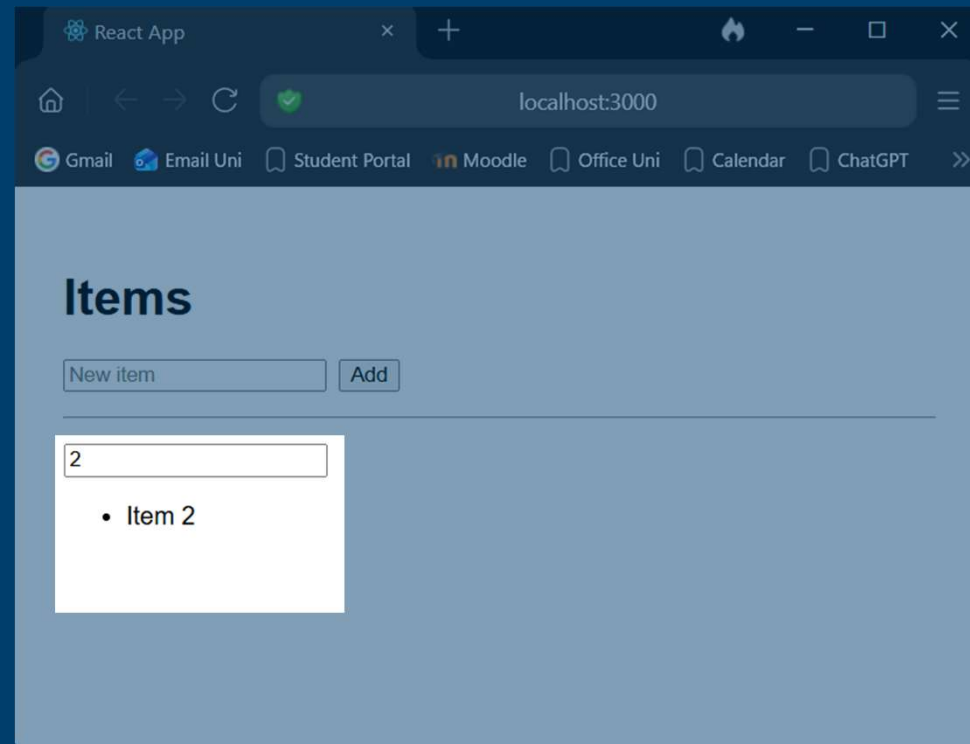 React App
localhost:3000
Gmail Email Uni Student Portal Moodle Office Uni Calendar ChatGPT
Items
New item Add
2
Item 2